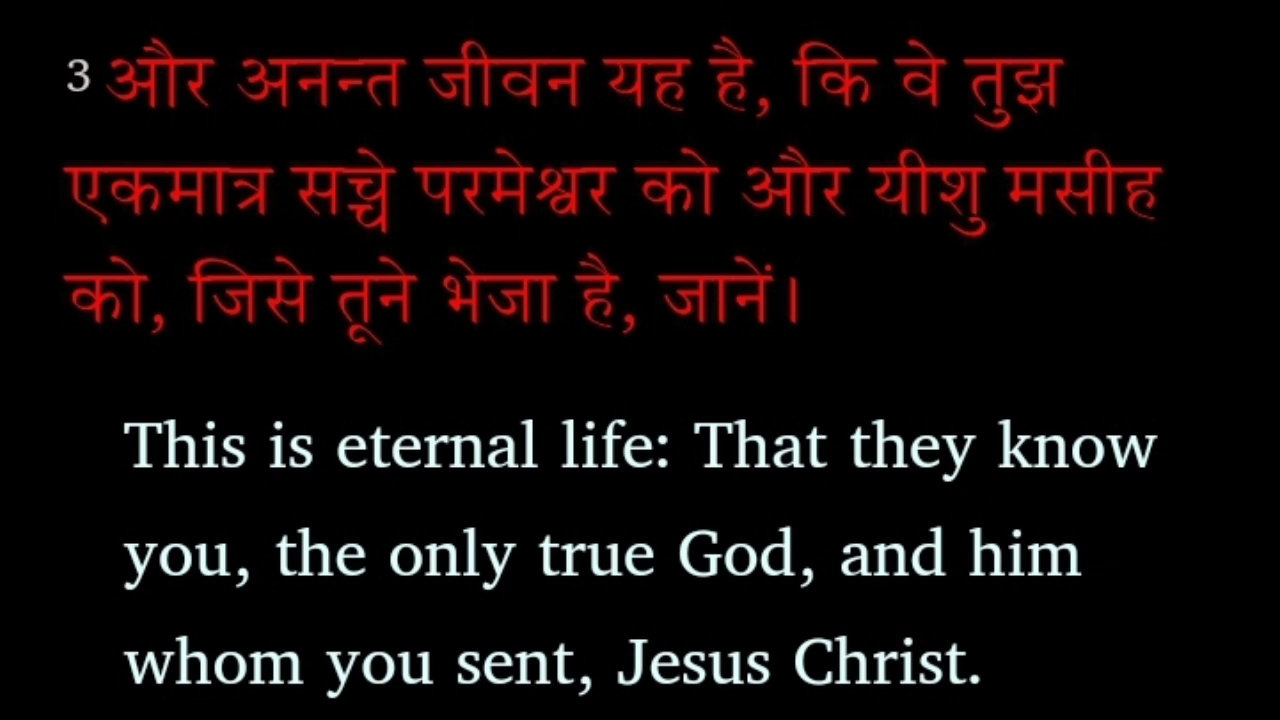 3 और अनन्त जीवन यह है, कि वे तुझ
एकमात्र सच्चे परमेश्वर को और यीशु मसीह
को, जिसे तूने भेजा है, जानें।
This is eternal life: That they know
you, the only true God, and him
whom you sent, Jesus Christ.